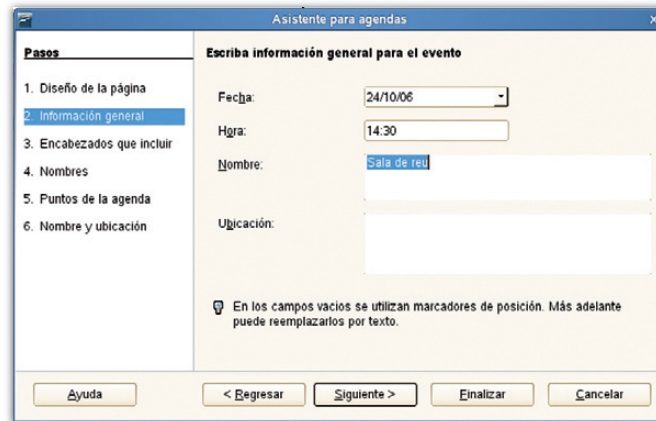 Asistente para agendas
Pasos
1. Diseño de la página
2. Información general
3. Encabezados que incluir
4. Nombres
5. Puntos de la agenda
6. Nombre y ubicación
Escriba información general para el evento
Fecha:
24/10/06
Hora:
14:30
Nombre:
Sala de reu
Ubicación:
En los campos vacios se utilizan marcadores de posición. Más adelante
puede reemplazarlos por texto.
Ayuda
< Regresar
Siguiente >
Finalizar
Cancelar